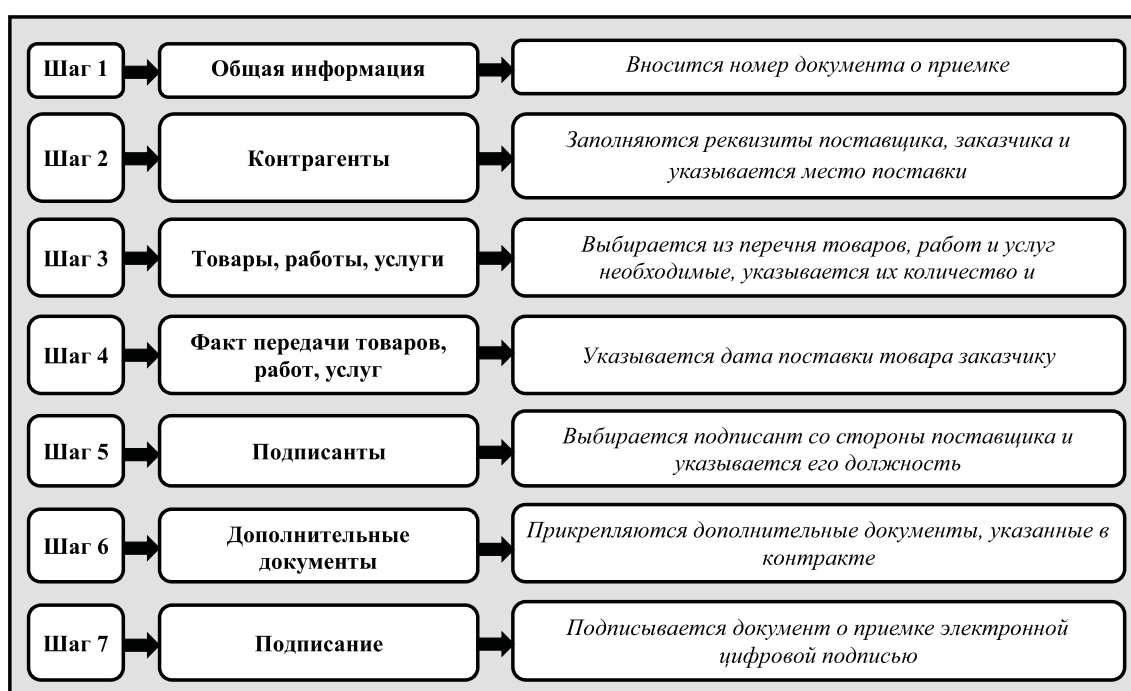 Шаг 1
Общая информация
Вносится номер документа о приемке
Шаг 2
Контрагенты
Заполняются реквизиты поставщика, заказчика и
указывается место поставки
Шаг 3
Товары, работы, услуги
Выбирается из перечня товаров, работ и услуг
необходимые, указывается их количество и
Шаг 4
Факт передачи товаров,
работ, услуг
Указывается дата поставки товара заказчику
Шаг 5
Подписанты
Выбирается подписант со стороны поставщика и
указывается его должность
Шаг 6
Дополнительные
документы
Прикрепляются дополнительные документы, указанные в
контракте
Шаг 7
Подписание
Подписывается документ о приемке электронной
цифровой подписью